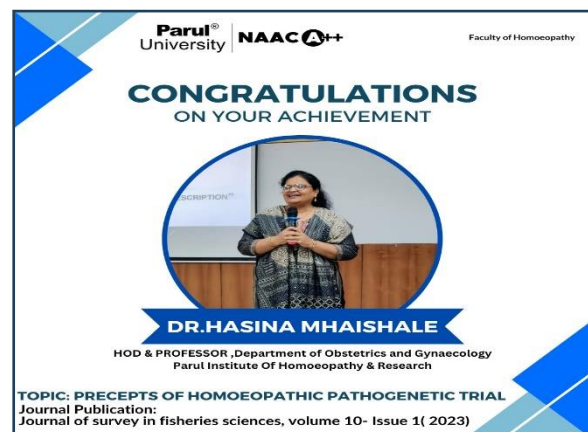 Parul® University NAAC A++
Faculty of Homoeopathy
CONGRATULATIONS
ON YOUR ACHIEVEMENT
SCRIPTION"
DR.HASINA MHAISHALE
HOD & PROFESSOR ,Department of Obstetrics and Gynaecology
Parul Institute Of Homoeopathy & Research
TOPIC: PRECEPTS OF HOMOEOPATHIC PATHOGENETIC TRIAL
Journal Publication:
Journal of survey in fisheries sciences, volume 10- Issue 1( 2023)